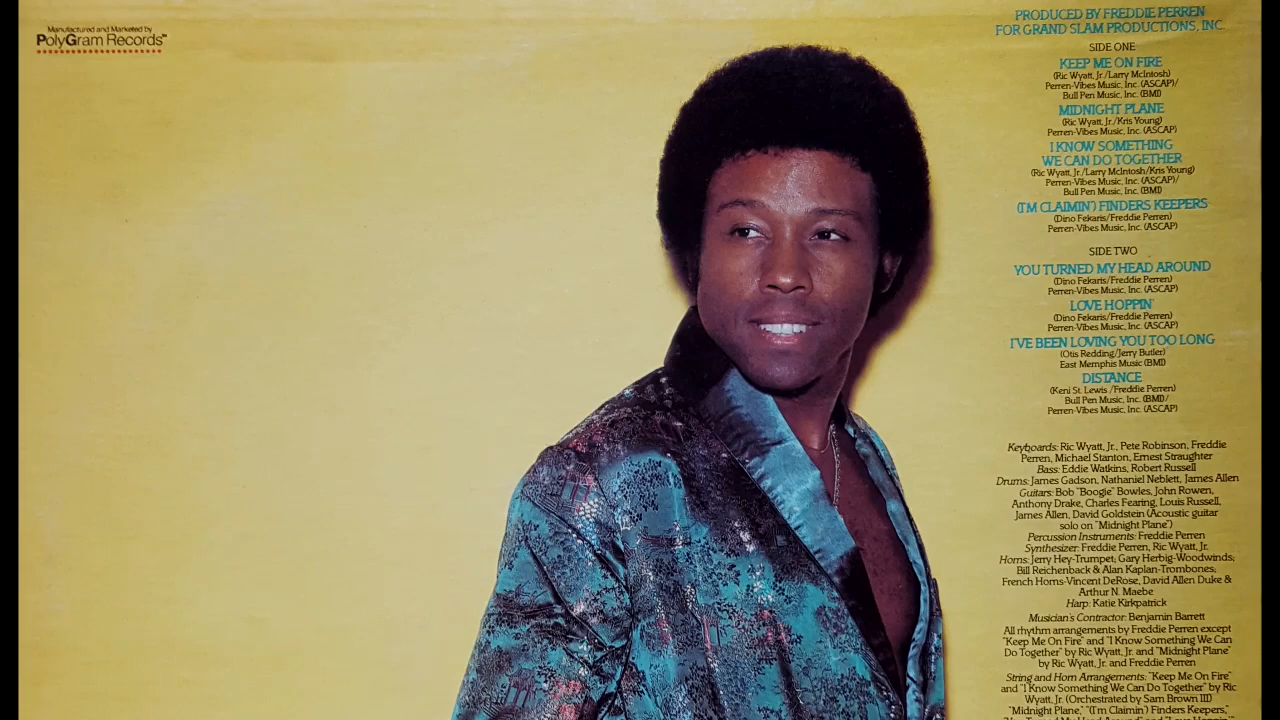 Manufactured and Marketed by
PolyGram Records™
PRODUCED BY FREDDIE PERREN
FOR GRAND SLAM PRODUCTIONS, INC.
SIDE ONE
KEEP ME ON FIRE
(Ric Wyatt, Jr./Larry McIntosh)
Perren-Vibes Music, Inc. (ASCAP)/
Bull Pen Music, Inc. (BMI)
MIDNIGHT PLANE
(Ric Wyatt, Jr./Kris Young)
Perren-Vibes Music, Inc. (ASCAP)
I KNOW SOMETHING
WE CAN DO TOGETHER
(Ric Wyatt, Jr./Larry McIntosh/Kris Young)
Perren-Vibes Music, Inc. (ASCAP)/
Bull Pen Music, Inc. (BMI)
(I'M CLAIMIN') FINDERS KEEPERS
(Dino Fekaris/Freddie Perren)
Perren-Vibes Music, Inc. (ASCAP)
SIDE TWO
YOU TURNED MY HEAD AROUND
(Dino Fekaris/Freddie Perren)
Perren-Vibes Music, Inc. (ASCAP)
LOVE HOPPIN'
(Dino Fekaris/Freddie Perren)
Perren-Vibes Music, Inc. (ASCAP)
I'VE BEEN LOVING YOU TOO LONG
(Otis Redding/Jerry Butler)
East Memphis Music (BMI)
DISTANCE
(Keni St. Lewis /Freddie Perren)
Bull Pen Music, Inc. (BMI)/
Perren-Vibes Music, Inc. (ASCAP)
Keyboards: Ric Wyatt, Jr., Pete Robinson, Freddie
Perren, Michael Stanton, Ernest Straughter
Bass: Eddie Watkins, Robert Russell
Drums: James Gadson, Nathaniel Neblett, James Allen
Guitars: Bob "Boogie" Bowles, John Rowen,
Anthony Drake, Charles Fearing, Louis Russell,
James Allen, David Goldstein (Acoustic guitar
solo on "Midnight Plane")
Percussion Instruments: Freddie Perren
Synthesizer: Freddie Perren, Ric Wyatt, Jr.
Horns: Jerry Hey-Trumpet; Gary Herbig-Woodwinds;
Bill Reichenback & Alan Kaplan-Trombones;
French Horns-Vincent DeRose, David Allen Duke &
Arthur N. Maebe
Harp: Katie Kirkpatrick
Musician's Contractor: Benjamin Barrett
All rhythm arrangements by Freddie Perren except
"Keep Me On Fire" and "I Know Something We Can
Do Together" by Ric Wyatt, Jr. and "Midnight Plane"
by Ric Wyatt, Jr. and Freddie Perren
String and Horn Arrangements: "Keep Me On Fire"
and "I Know Something We Can Do Together" by Ric
Wyatt, Jr. (Orchestrated by Sam Brown III)
"Midnight Plane," "(I'm Claimin') Finders Keepers,"